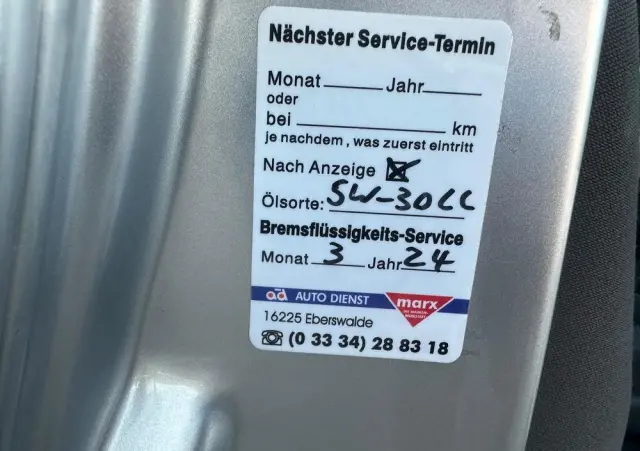 Nächster Service-Termin
Monat Jahr
oder
bei km
je nachdem, was zuerst eintritt
Nach Anzeige
Ölsorte: 5W-30LL
Bremsflüssigkeits-Service
Monat 3 Jahr 24
ad AUTO DIENST marx
16225 Eberswalde
(0 33 34) 28 83 18